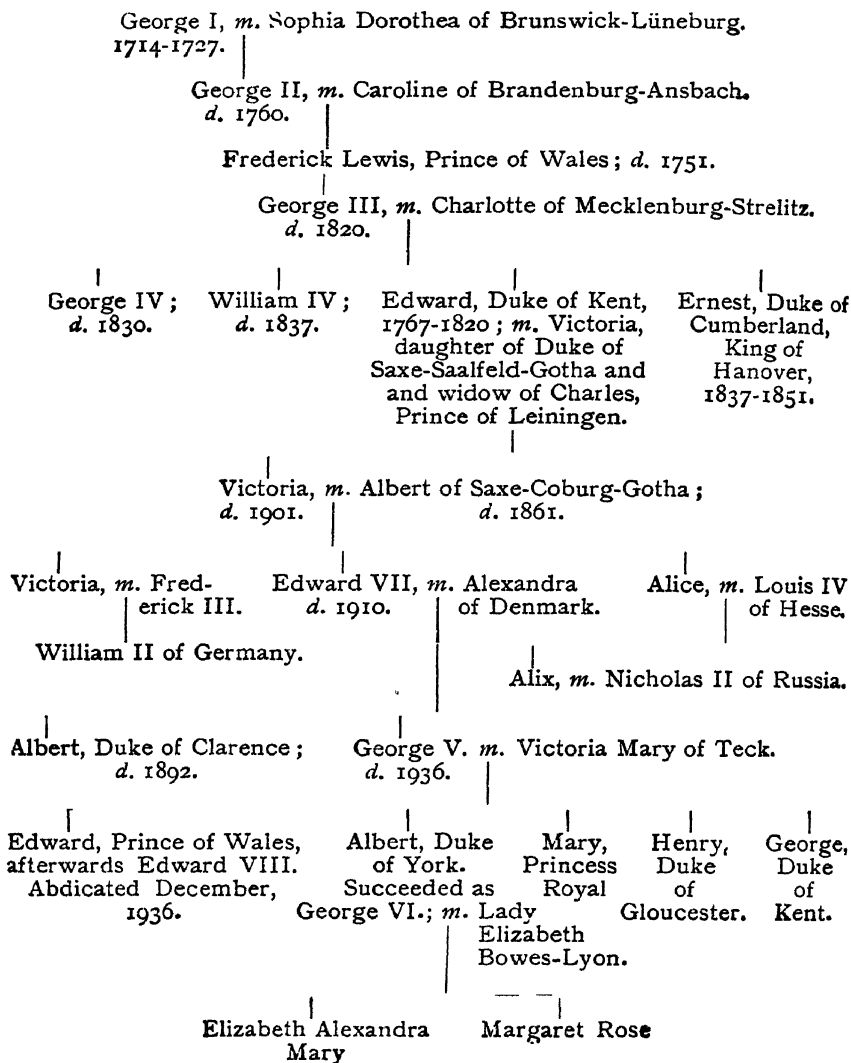 George I, m. Sophia Dorothea of Brunswick-Lüneburg.
1714-1727.
George II, m. Caroline of Brandenburg-Ansbach.
d. 1760.
Frederick Lewis, Prince of Wales; d. 1751.
George III, m. Charlotte of Mecklenburg-Strelitz.
d. 1820.
George IV;
d. 1830.
William IV;
d. 1837.
Edward, Duke of Kent,
1767-1820; m. Victoria,
daughter of Duke of
Saxe-Saalfeld-Gotha and
and widow of Charles,
Prince of Leiningen.
Ernest, Duke of
Cumberland,
King of
Hanover,
1837-1851.
Victoria, m. Albert of Saxe-Coburg-Gotha;
d. 1901. d. 1861.
Victoria, m. Fred-
erick III.
Edward VII, m. Alexandra
d. 1910. of Denmark.
Alice, m. Louis IV
of Hesse.
William II of Germany.
Alix, m. Nicholas II of Russia.
Albert, Duke of Clarence;
d. 1892.
George V. m. Victoria Mary of Teck.
d. 1936.
Edward, Prince of Wales,
afterwards Edward VIII.
Abdicated December,
1936.
Albert, Duke
of York.
Succeeded as
George VI.; m. Lady
Elizabeth
Bowes-Lyon.
Mary,
Princess
Royal
Henry,
Duke
of
Gloucester.
George,
Duke
of
Kent.
Elizabeth Alexandra
Mary
Margaret Rose